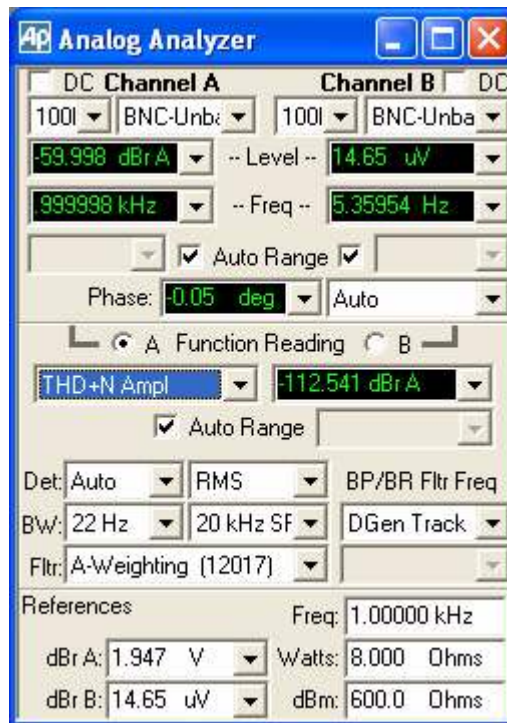 Ap Analog Analyzer
DC Channel A Channel B DC
100l BNC-Unba 100l BNC-Unba
-59.998 dBr A -- Level -- 14.65 uV
.999998 kHz -- Freq -- 5.35954 Hz
Auto Range
Phase: -0.05 deg Auto
A Function Reading B
THD+N Ampl -112.541 dBr A
Auto Range
Det: Auto RMS BP/BR Fltr Freq
BW: 22 Hz 20 kHz SF DGen Track
Fltr: A-Weighting (12017)
References Freq: 1.00000 kHz
dBr A: 1.947 V Watts: 8.000 Ohms
dBr B: 14.65 uV dBm: 600.0 Ohms